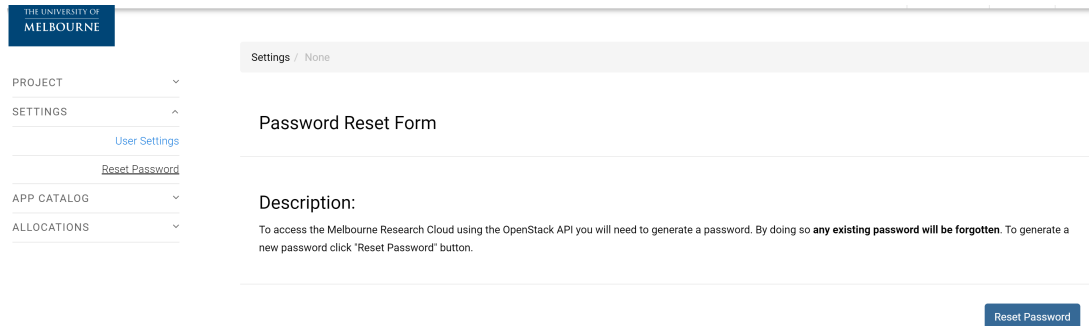 THE UNIVERSITY OF
MELBOURNE
Settings / None
PROJECT
SETTINGS
User Settings
Reset Password
APP CATALOG
ALLOCATIONS
Password Reset Form
Description:
To access the Melbourne Research Cloud using the OpenStack API you will need to generate a password. By doing so any existing password will be forgotten. To generate a
new password click "Reset Password" button.
Reset Password